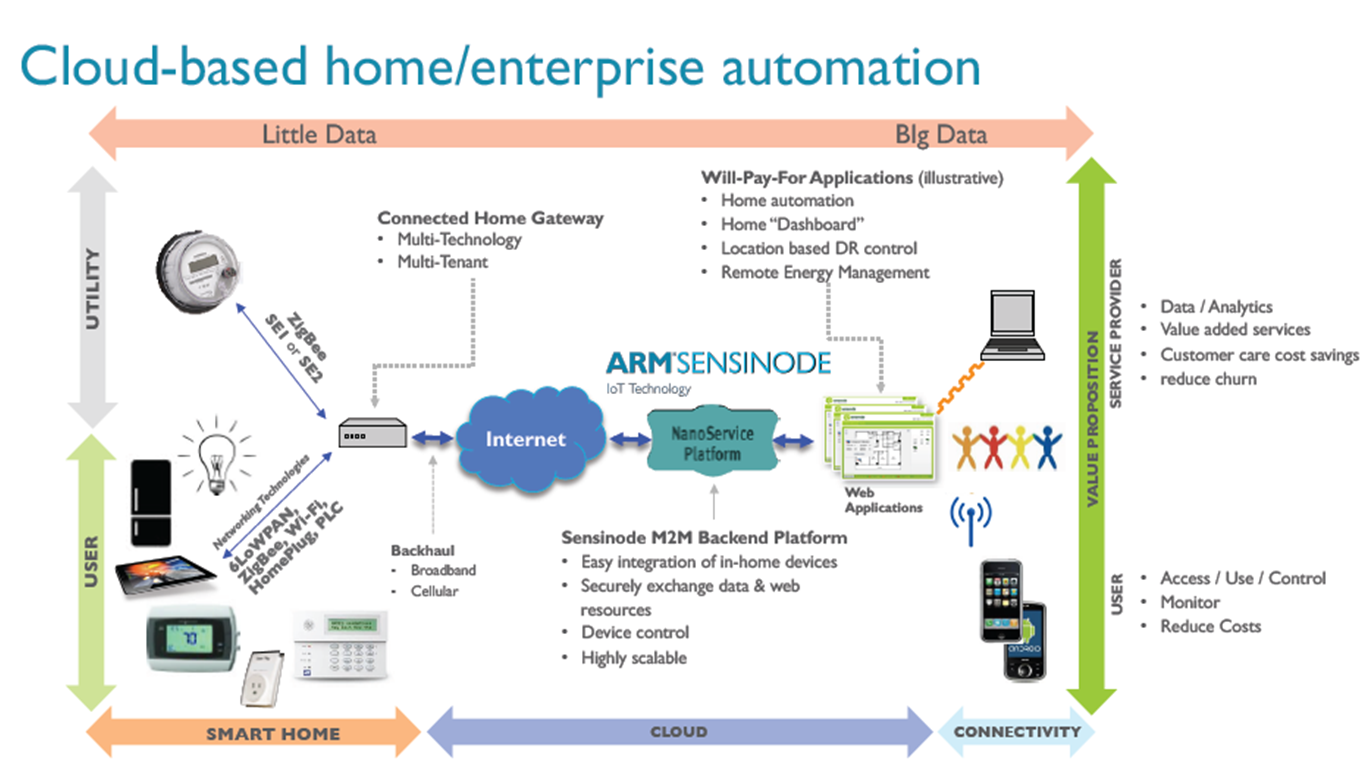 Cloud-based home/enterprise automation
Little Data
BIg Data
UTILITY
USER
Connected Home Gateway
• Multi-Technology
• Multi-Tenant
Will-Pay-For Applications (illustrative)
• Home automation
• Home “Dashboard”
• Location based DR control
• Remote Energy Management
ZigBee
SE1 or SE2
ARM®SENSINODE
IoT Technology
Internet
NanoService
Platform
Web
Applications
Networking Technologies
6LoWPAN,
ZigBee, Wi-Fi,
HomePlug, PLC
Backhaul
• Broadband
• Cellular
Sensinode M2M Backend Platform
• Easy integration of in-home devices
• Securely exchange data & web
resources
• Device control
• Highly scalable
70
ANDROID
VALUE PROPOSITION
SERVICE PROVIDER
• Data / Analytics
• Value added services
• Customer care cost savings
• reduce churn
USER
• Access / Use / Control
• Monitor
• Reduce Costs
SMART HOME
CLOUD
CONNECTIVITY